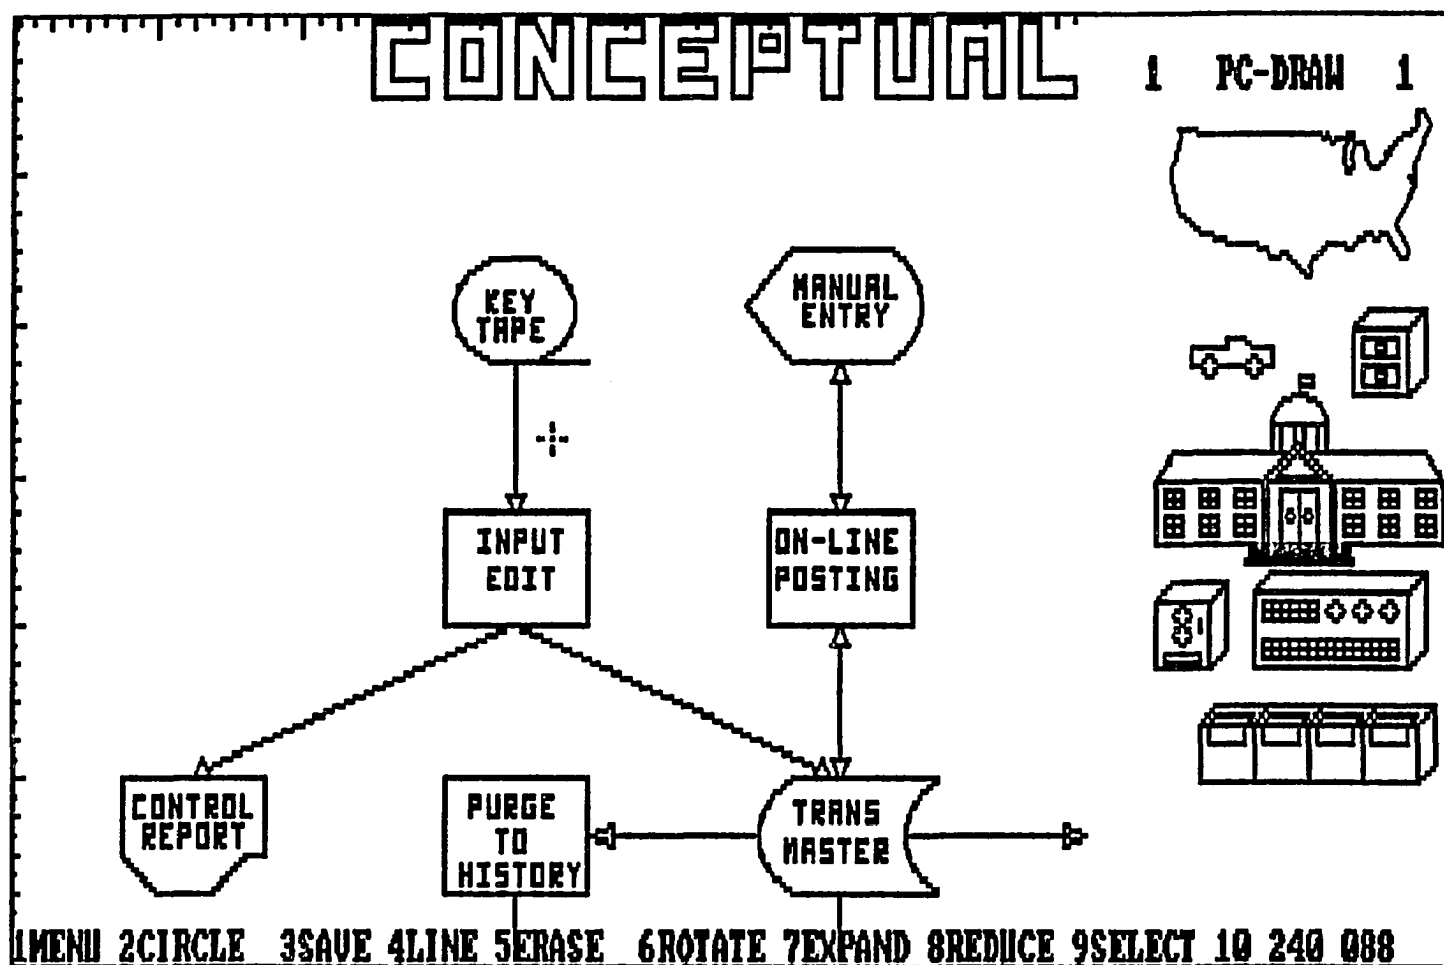 CONCEPTUAL
1 PC-DRAW 1
KEY
TAPE
MANUAL
ENTRY
INPUT
EDIT
ON-LINE
POSTING
CONTROL
REPORT
PURGE
TO
HISTORY
TRANS
MASTER
1MENU 2CIRCLE 3SAVE 4LINE 5ERASE 6ROTATE 7EXPAND 8REDUCE 9SELECT 10 240 088